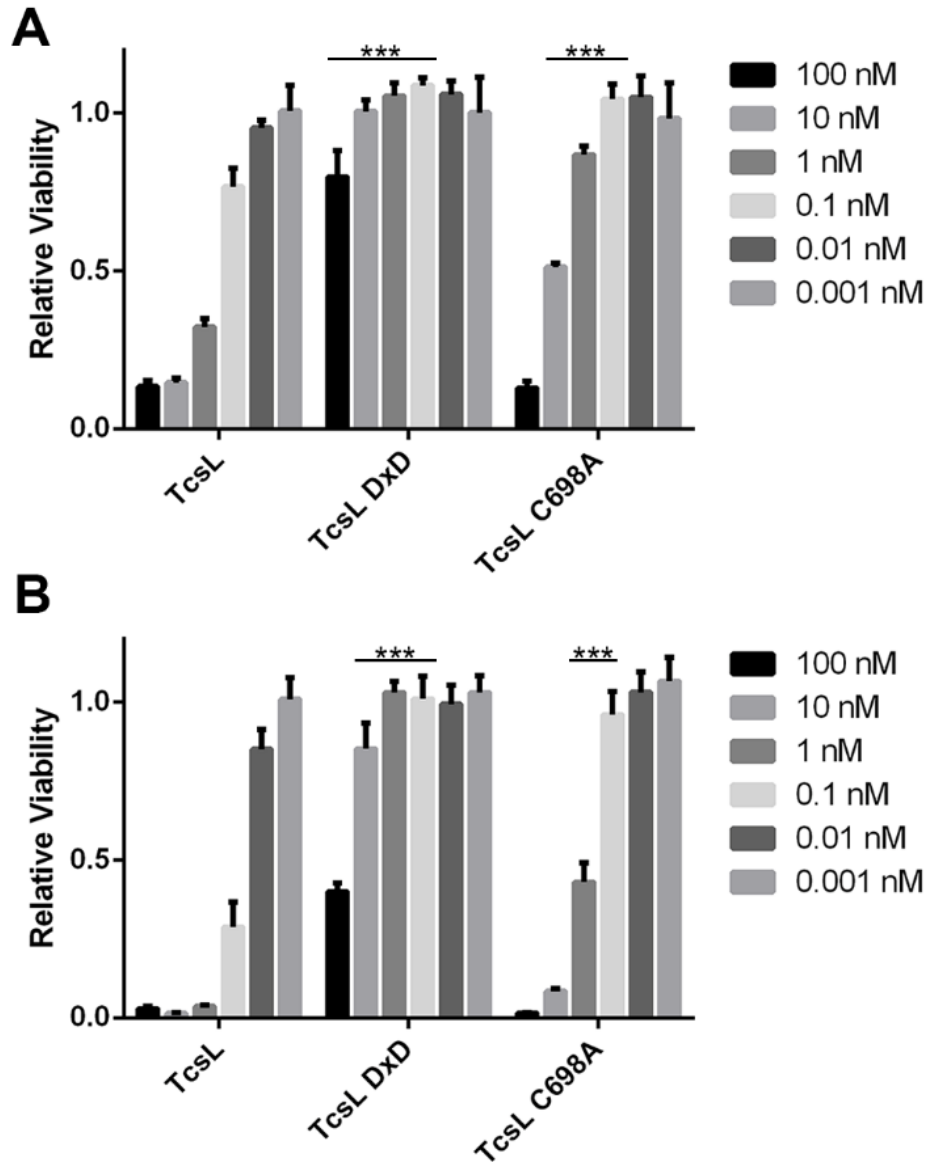 A
*** ***
Relative Viability
1.0
0.5
0.0
TcsL
TcsL DxD
TcsL C698A
100 nM
10 nM
1 nM
0.1 nM
0.01 nM
0.001 nM
B
*** ***
Relative Viability
1.0
0.5
0.0
TcsL
TcsL DxD
TcsL C698A
100 nM
10 nM
1 nM
0.1 nM
0.01 nM
0.001 nM